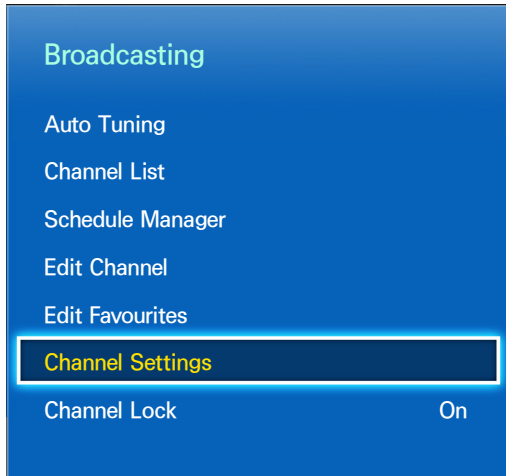 Broadcasting
Auto Tuning
Channel List
Schedule Manager
Edit Channel
Edit Favourites
Channel Settings
Channel Lock On